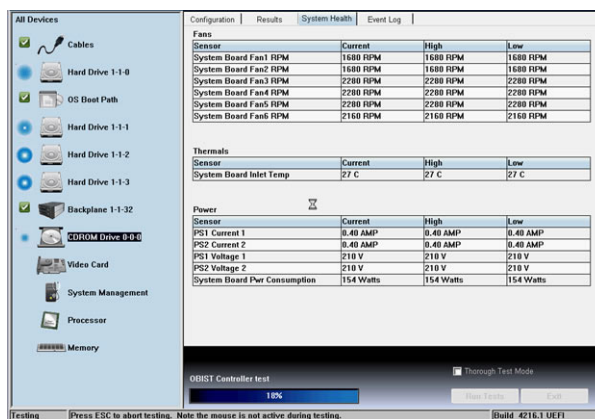 All Devices
Cables
Hard Drive 1-1-0
OS Boot Path
Hard Drive 1-1-1
Hard Drive 1-1-2
Hard Drive 1-1-3
Backplane 1-1-32
CDROM Drive 0-0-0
Video Card
System Management
Processor
Memory
Configuration Results System Health Event Log
Fans
Sensor Current High Low
System Board Fan1 RPM 1680 RPM 1680 RPM 1680 RPM
System Board Fan2 RPM 1680 RPM 1680 RPM 1680 RPM
System Board Fan3 RPM 2280 RPM 2280 RPM 2280 RPM
System Board Fan4 RPM 2280 RPM 2280 RPM 2280 RPM
System Board Fan5 RPM 2280 RPM 2280 RPM 2280 RPM
System Board Fan6 RPM 2160 RPM 2160 RPM 2160 RPM
Thermals
Sensor Current High Low
System Board Inlet Temp 27 C 27 C 27 C
Power
Sensor Current High Low
PS1 Current 1 0.40 AMP 0.40 AMP 0.40 AMP
PS2 Current 2 0.40 AMP 0.40 AMP 0.40 AMP
PS1 Voltage 1 210 V 210 V 210 V
PS2 Voltage 2 210 V 210 V 210 V
System Board Pwr Consumption 154 Watts 154 Watts 154 Watts
Thorough Test Mode
OBIST Controller test
18%
Run Tests Exit
Testing Press ESC to abort testing. Note the mouse is not active during testing. Build 4216.1 UEFI